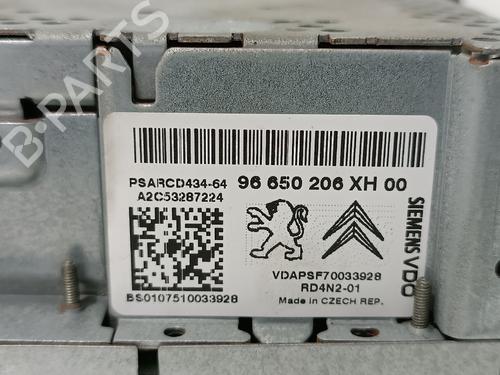 B-PARTS
PSARCD434-64
96 650 206 XH 00
A2C53287224
SIEMENS VDO
VDAPSF70033928
RD4N2-01
BS0107510033928
Made in CZECH REP.